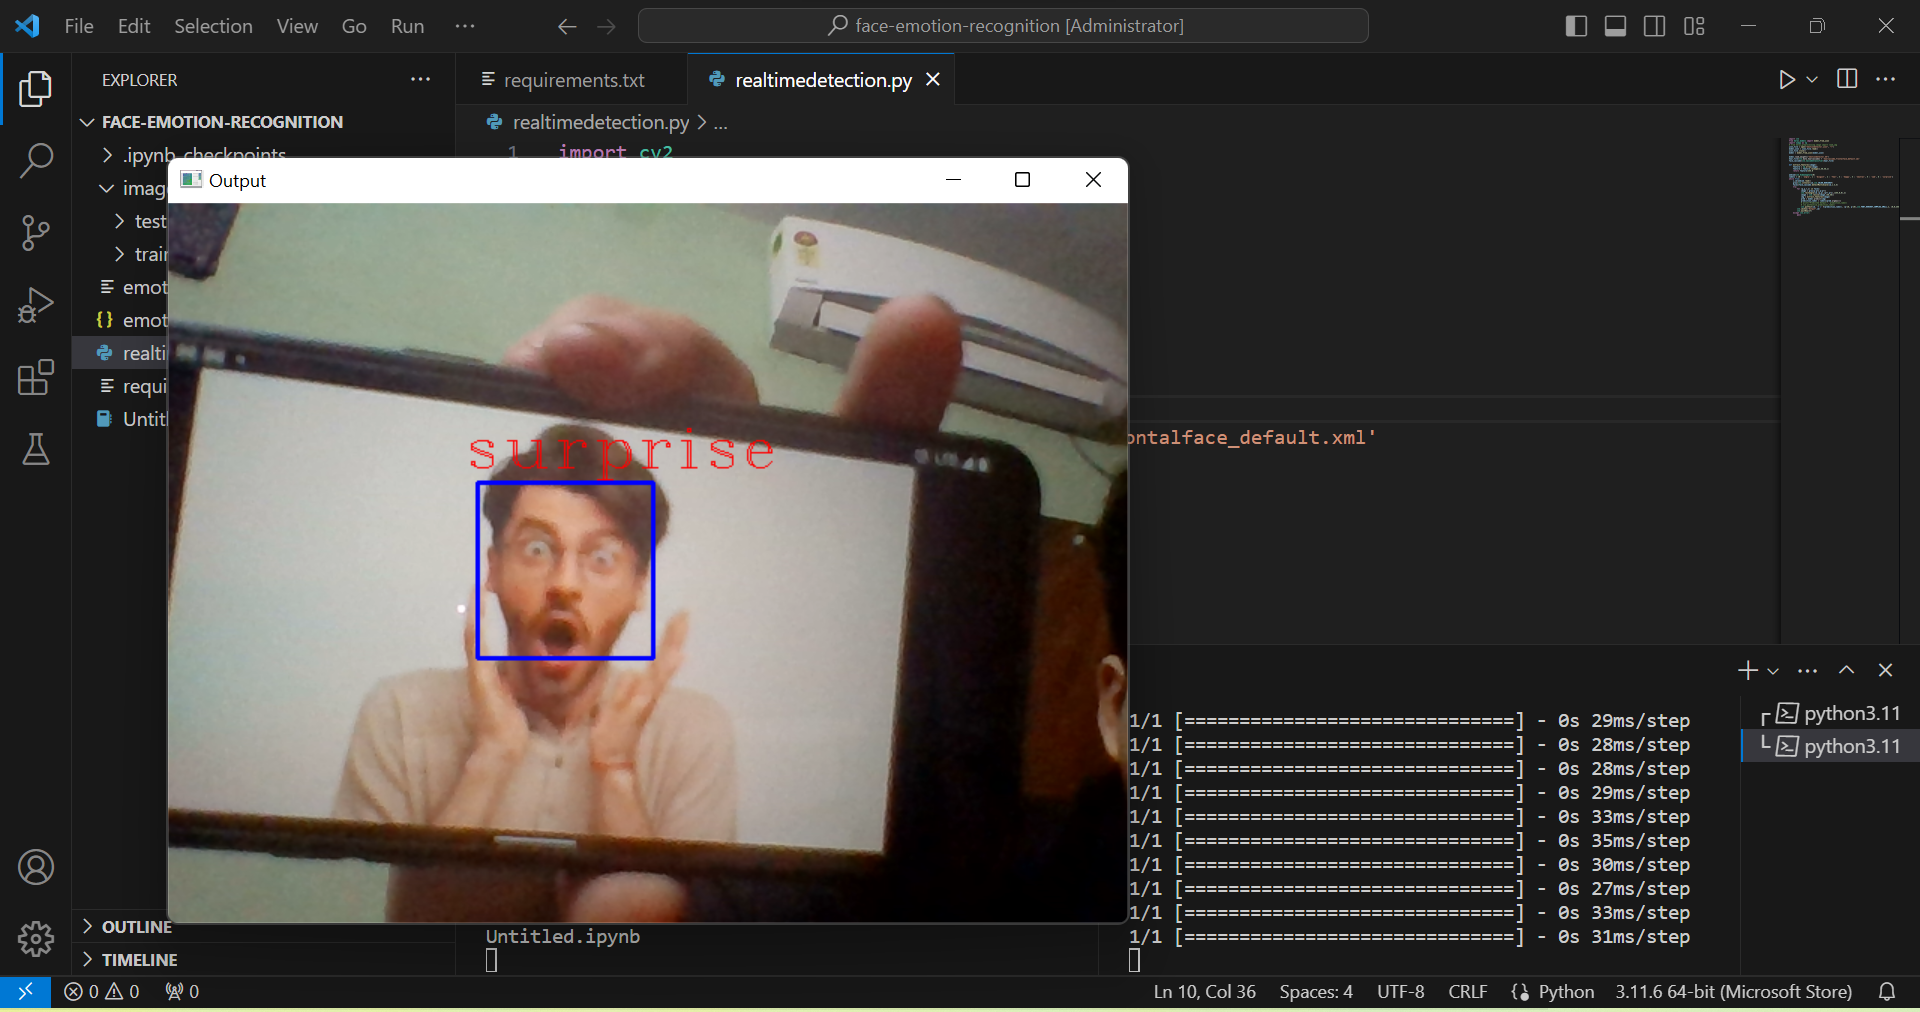 File Edit Selection View Go Run ···
face-emotion-recognition [Administrator]
EXPLORER
requirements.txt
realtimedetection.py
FACE-EMOTION-RECOGNITION
realtimedetection.py > ...
.ipynb_checkpoints
1 import cv2
Output
imag
test
train
emot
{} emot
realti
requi
Untitl
surprise
ontalface_default.xml'
python3.11
python3.11
1/1 [==============================] - 0s 29ms/step
1/1 [==============================] - 0s 28ms/step
1/1 [==============================] - 0s 28ms/step
1/1 [==============================] - 0s 29ms/step
1/1 [==============================] - 0s 33ms/step
1/1 [==============================] - 0s 35ms/step
1/1 [==============================] - 0s 30ms/step
1/1 [==============================] - 0s 27ms/step
1/1 [==============================] - 0s 33ms/step
1/1 [==============================] - 0s 31ms/step
OUTLINE
TIMELINE
Untitled.ipynb
0 0 0
Ln 10, Col 36 Spaces: 4 UTF-8 CRLF Python 3.11.6 64-bit (Microsoft Store)